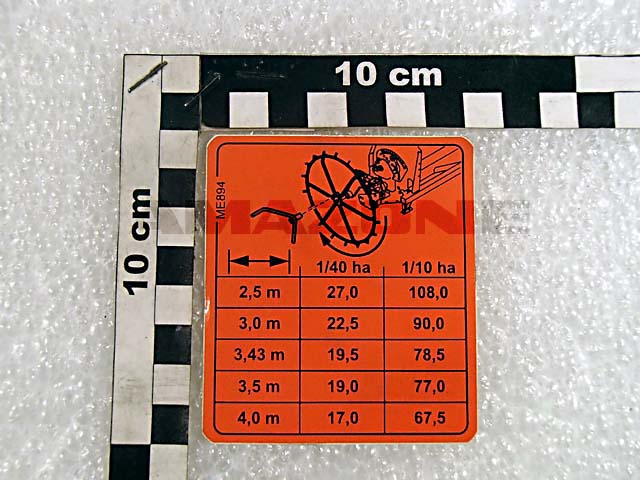 10 cm
10 cm
ME894
AMAZONE
1/40 ha 1/10 ha
2,5 m 27,0 108,0
3,0 m 22,5 90,0
3,43 m 19,5 78,5
3,5 m 19,0 77,0
4,0 m 17,0 67,5